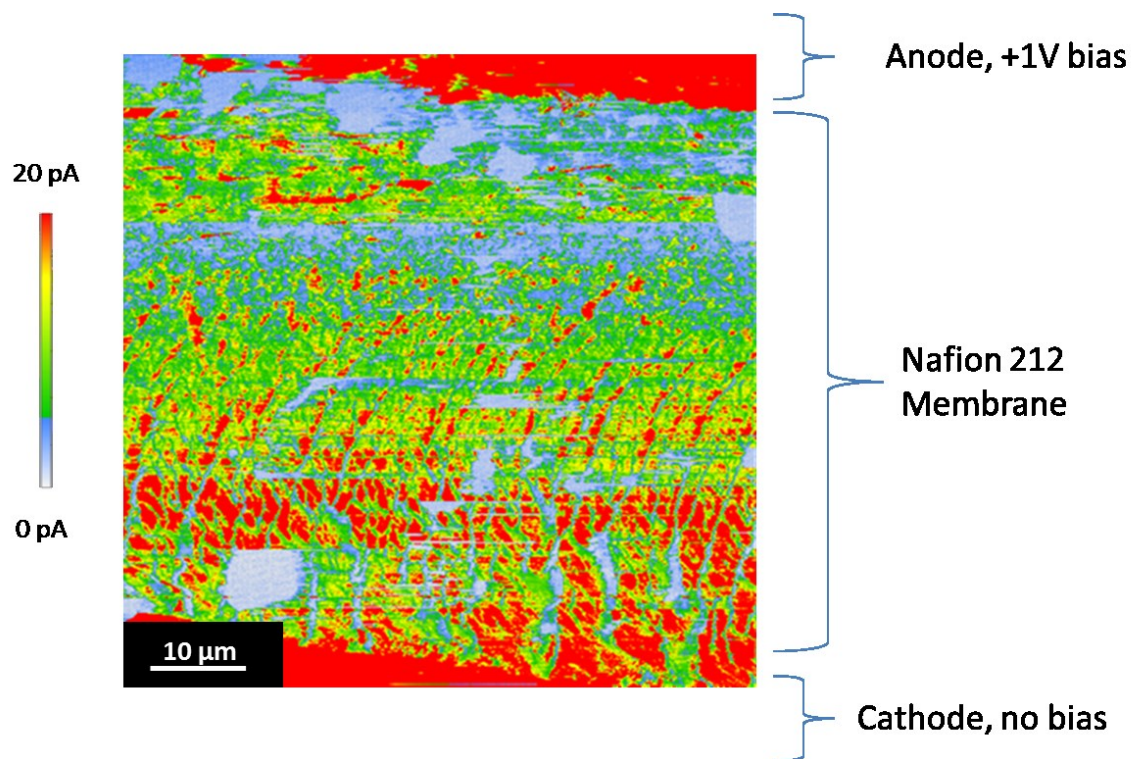 Anode, +1V bias
20 pA
Nafion 212
Membrane
0 pA
10 µm
Cathode, no bias